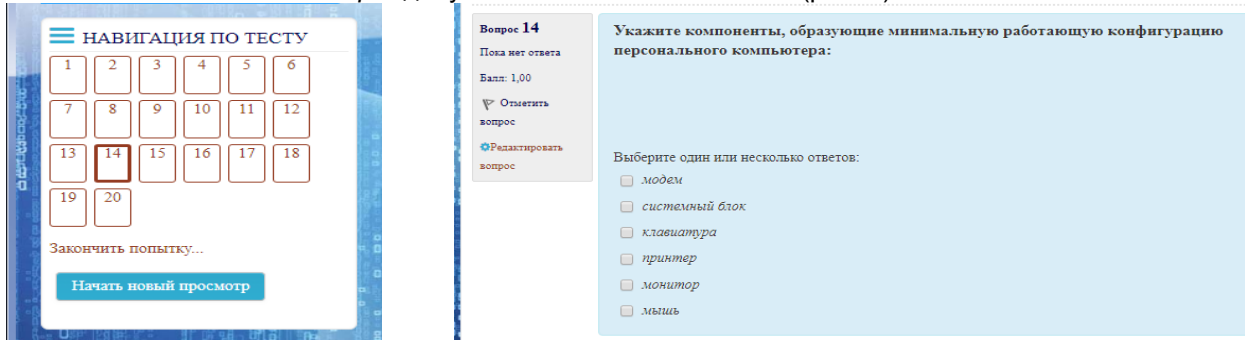 НАВИГАЦИЯ ПО ТЕСТУ
1 2 3 4 5 6
7 8 9 10 11 12
13 14 15 16 17 18
19 20
Закончить попытку...
Начать новый просмотр
Вопрос 14
Пока нет ответа
Балл: 1,00
Отметить
вопрос
Редактировать
вопрос
Укажите компоненты, образующие минимальную работающую конфигурацию
персонального компьютера:
Выберите один или несколько ответов:
модем
системный блок
клавиатура
принтер
монитор
мышь